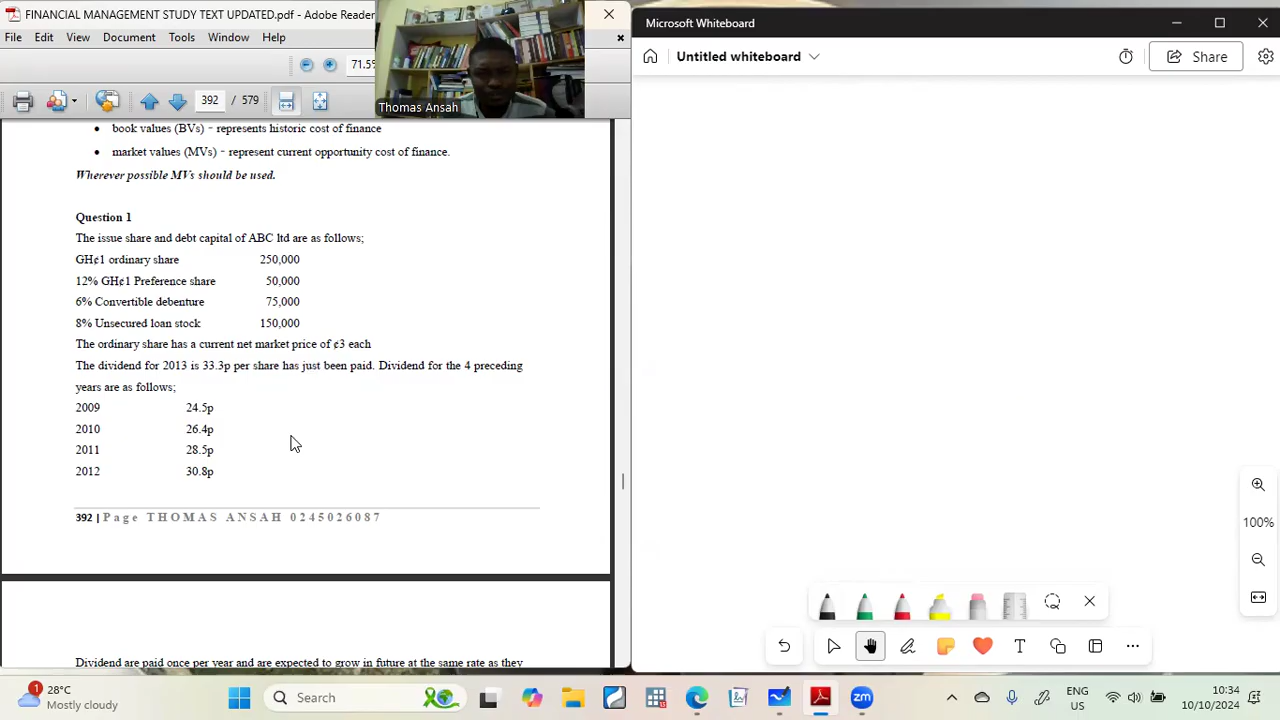 FINANCIAL MANAGEMENT STUDY TEXT UPDATED.pdf - Adobe Reader
File Edit View Document Tools Window Help
392 / 579
71.5%
Thomas Ansah
• book values (BVs) - represents historic cost of finance
• market values (MVs) - represent current opportunity cost of finance.
Wherever possible MVs should be used.
Question 1
The issue share and debt capital of ABC ltd are as follows;
GH¢1 ordinary share 250,000
12% GH¢1 Preference share 50,000
6% Convertible debenture 75,000
8% Unsecured loan stock 150,000
The ordinary share has a current net market price of ¢3 each
The dividend for 2013 is 33.3p per share has just been paid. Dividend for the 4 preceding
years are as follows;
2009 24.5p
2010 26.4p
2011 28.5p
2012 30.8p
392 | Page THOMAS ANSAH 0245026087
Dividend are paid once per year and are expected to grow in future at the same rate as they
Microsoft Whiteboard
Untitled whiteboard
Share
100%
1
28°C
Mostly cloudy
Search
ENG
US
10/10/2024